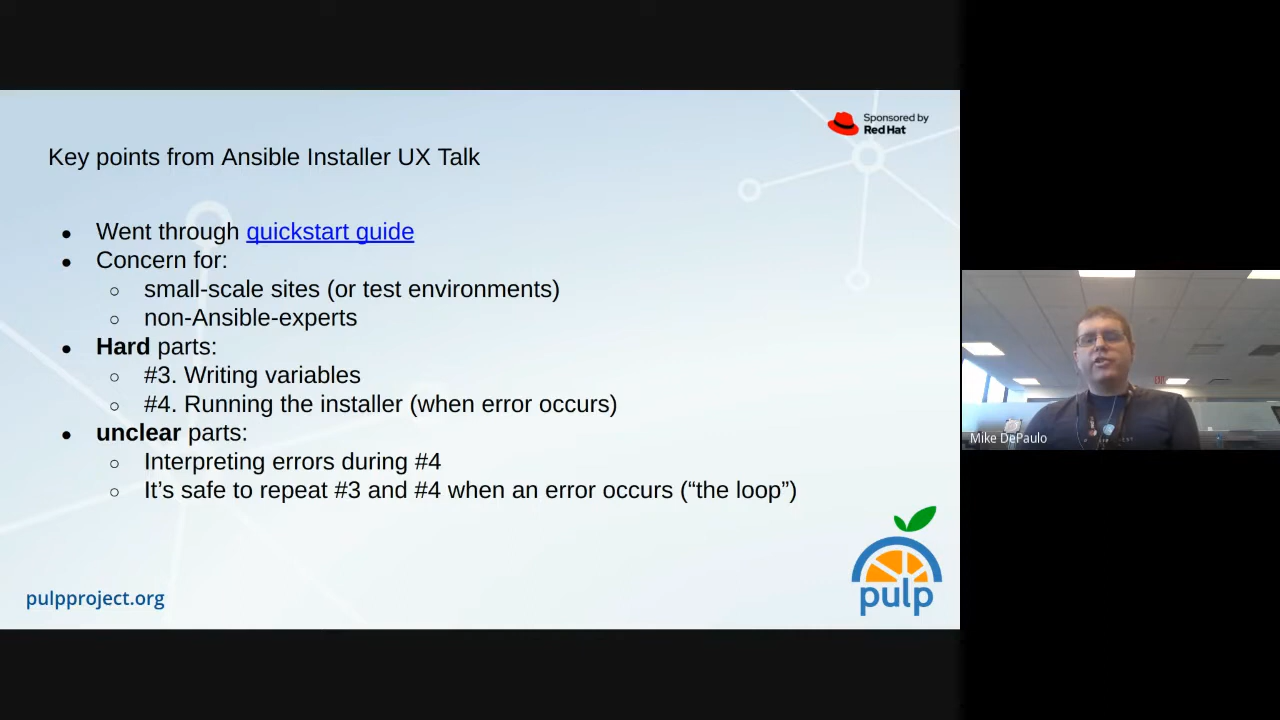 Sponsored by
Red Hat
Key points from Ansible Installer UX Talk
● Went through quickstart guide
● Concern for:
○ small-scale sites (or test environments)
○ non-Ansible-experts
● Hard parts:
○ #3. Writing variables
○ #4. Running the installer (when error occurs)
● unclear parts:
○ Interpreting errors during #4
○ It’s safe to repeat #3 and #4 when an error occurs (“the loop”)
pulpproject.org
pulp
Mike DePaulo